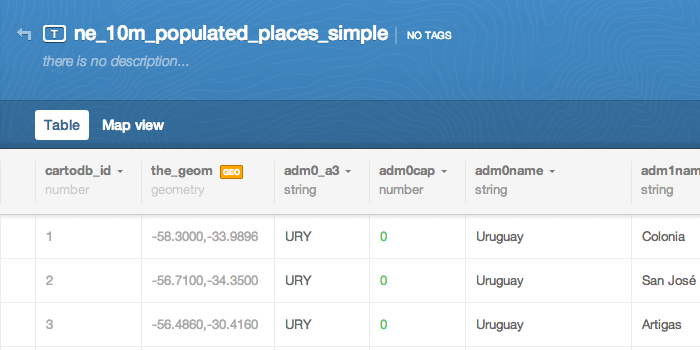 T ne_10m_populated_places_simple NO TAGS
there is no description...
Table Map view
cartodb_id the_geom GEO adm0_a3 adm0cap adm0name adm1nam
number geometry string number string string
1 -58.3000,-33.9896 URY 0 Uruguay Colonia
2 -56.7100,-34.3500 URY 0 Uruguay San José
3 -56.4860,-30.4160 URY 0 Uruguay Artigas